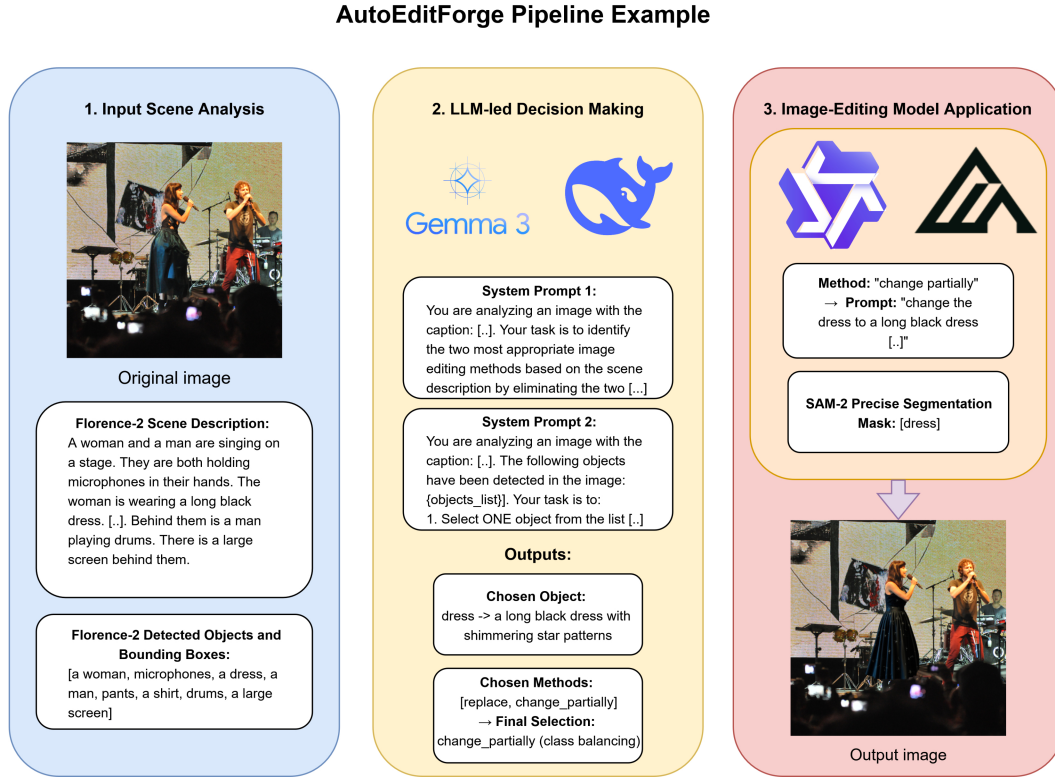 AutoEditForge Pipeline Example
1. Input Scene Analysis
Original image
Florence-2 Scene Description:
A woman and a man are singing on
a stage. They are both holding
microphones in their hands. The
woman is wearing a long black
dress. [..]. Behind them is a man
playing drums. There is a large
screen behind them.
Florence-2 Detected Objects and
Bounding Boxes:
[a woman, microphones, a dress, a
man, pants, a shirt, drums, a large
screen]
2. LLM-led Decision Making
Gemma 3
System Prompt 1:
You are analyzing an image with the
caption: [..]. Your task is to identify
the two most appropriate image
editing methods based on the scene
description by eliminating the two [...]
System Prompt 2:
You are analyzing an image with the
caption: [..]. The following objects
have been detected in the image:
{objects_list}]. Your task is to:
1. Select ONE object from the list [..]
Outputs:
Chosen Object:
dress -> a long black dress with
shimmering star patterns
Chosen Methods:
[replace, change_partially]
→ Final Selection:
change_partially (class balancing)
3. Image-Editing Model Application
Method: "change partially"
→ Prompt: "change the
dress to a long black dress
[..]"
SAM-2 Precise Segmentation
Mask: [dress]
Output image